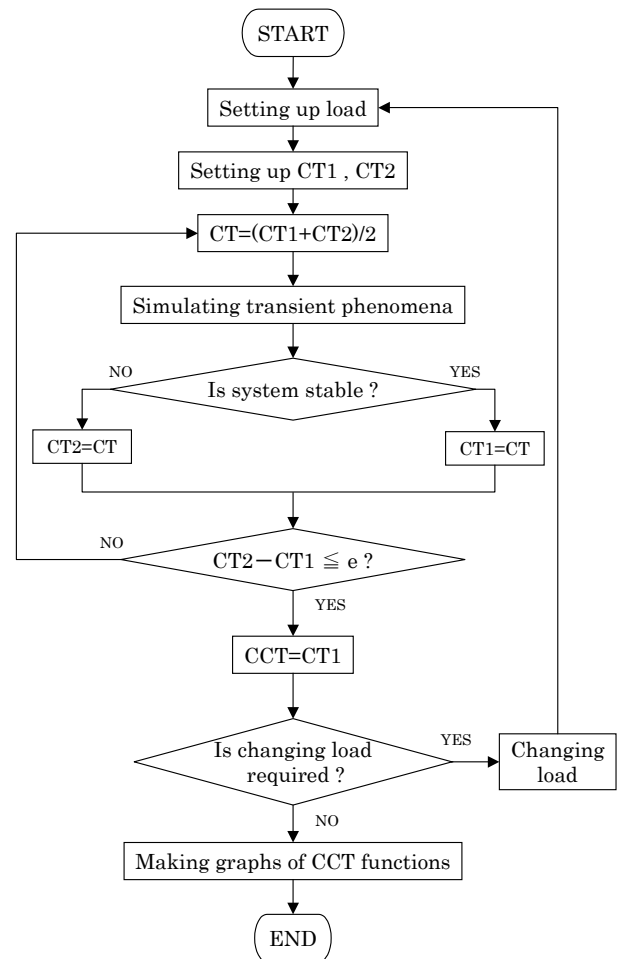 START
Setting up load
Setting up CT1 , CT2
CT=(CT1+CT2)/2
Simulating transient phenomena
NO
YES
Is system stable ?
CT2=CT
CT1=CT
NO
CT2－CT1 ≦ e ?
YES
CCT=CT1
Is changing load
required ?
YES
Changing
load
NO
Making graphs of CCT functions
END